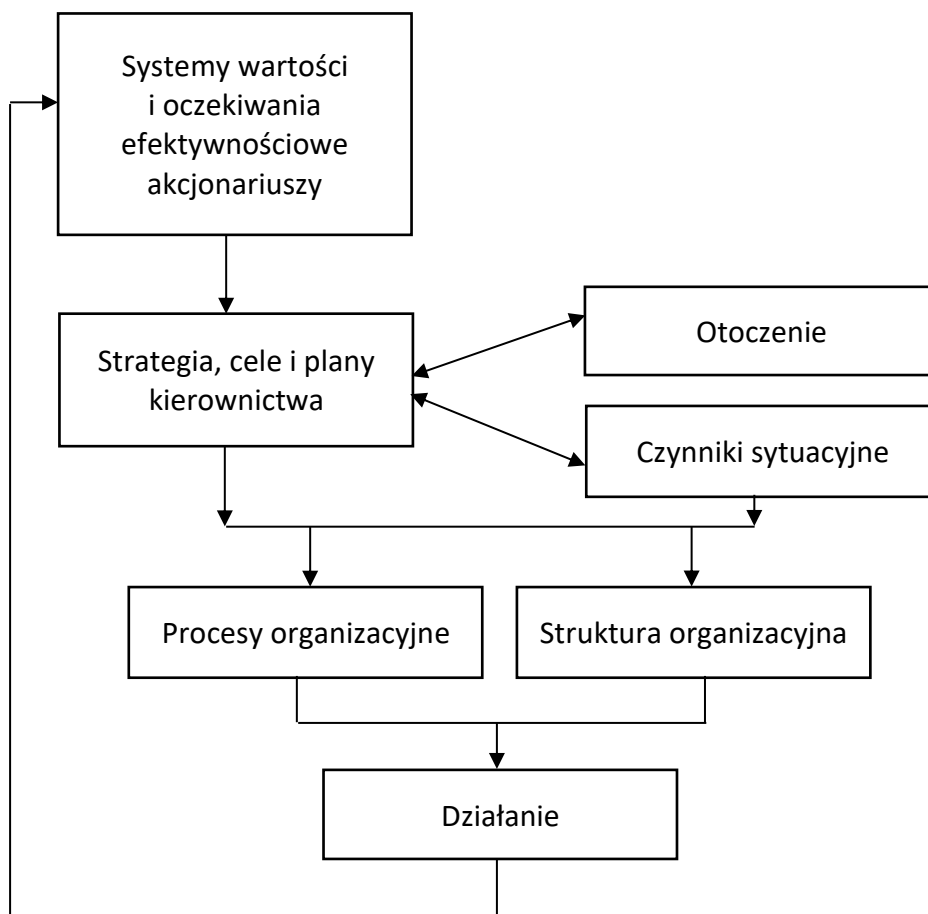 Systemy wartości
i oczekiwania
efektywnościowe
akcjonariuszy
Otoczenie
Strategia, cele i plany
kierownictwa
Czynniki sytuacyjne
Procesy organizacyjne
Struktura organizacyjna
Działanie